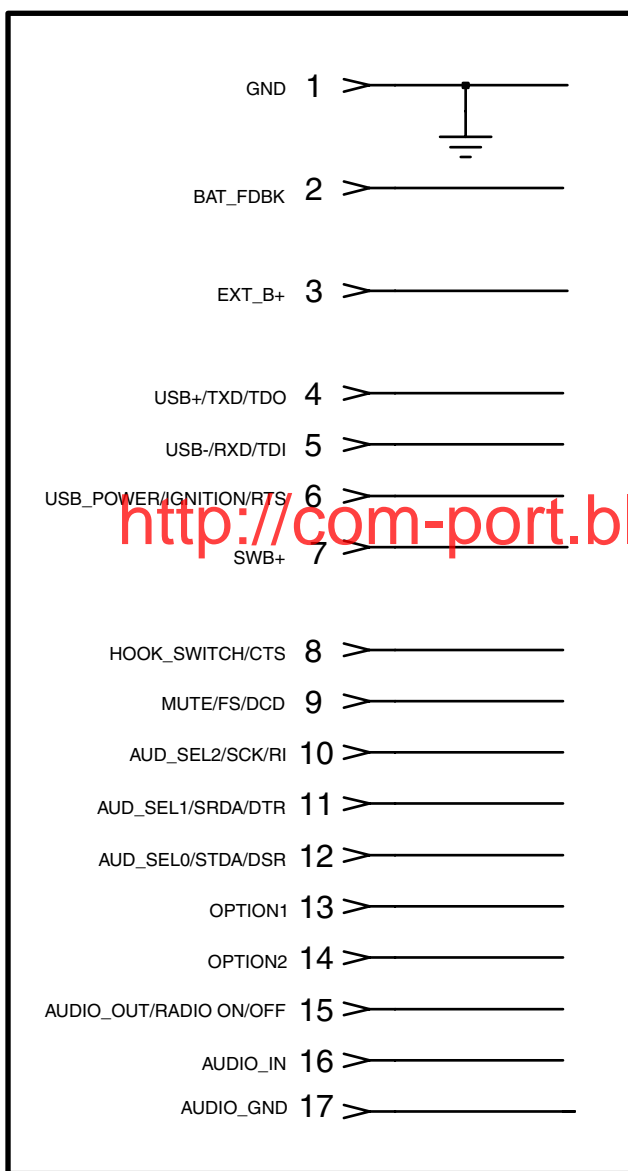 GND 1
BAT_FDBK 2
EXT_B+ 3
USB+/TXD/TDO 4
USB-/RXD/TDI 5
USB_POWER/IGNITION/RTS 6
http://com-port.bl
SWB+ 7
HOOK_SWITCH/CTS 8
MUTE/FS/DCD 9
AUD_SEL2/SCK/RI 10
AUD_SEL1/SRDA/DTR 11
AUD_SEL0/STDA/DSR 12
OPTION1 13
OPTION2 14
AUDIO_OUT/RADIO ON/OFF 15
AUDIO_IN 16
AUDIO_GND 17